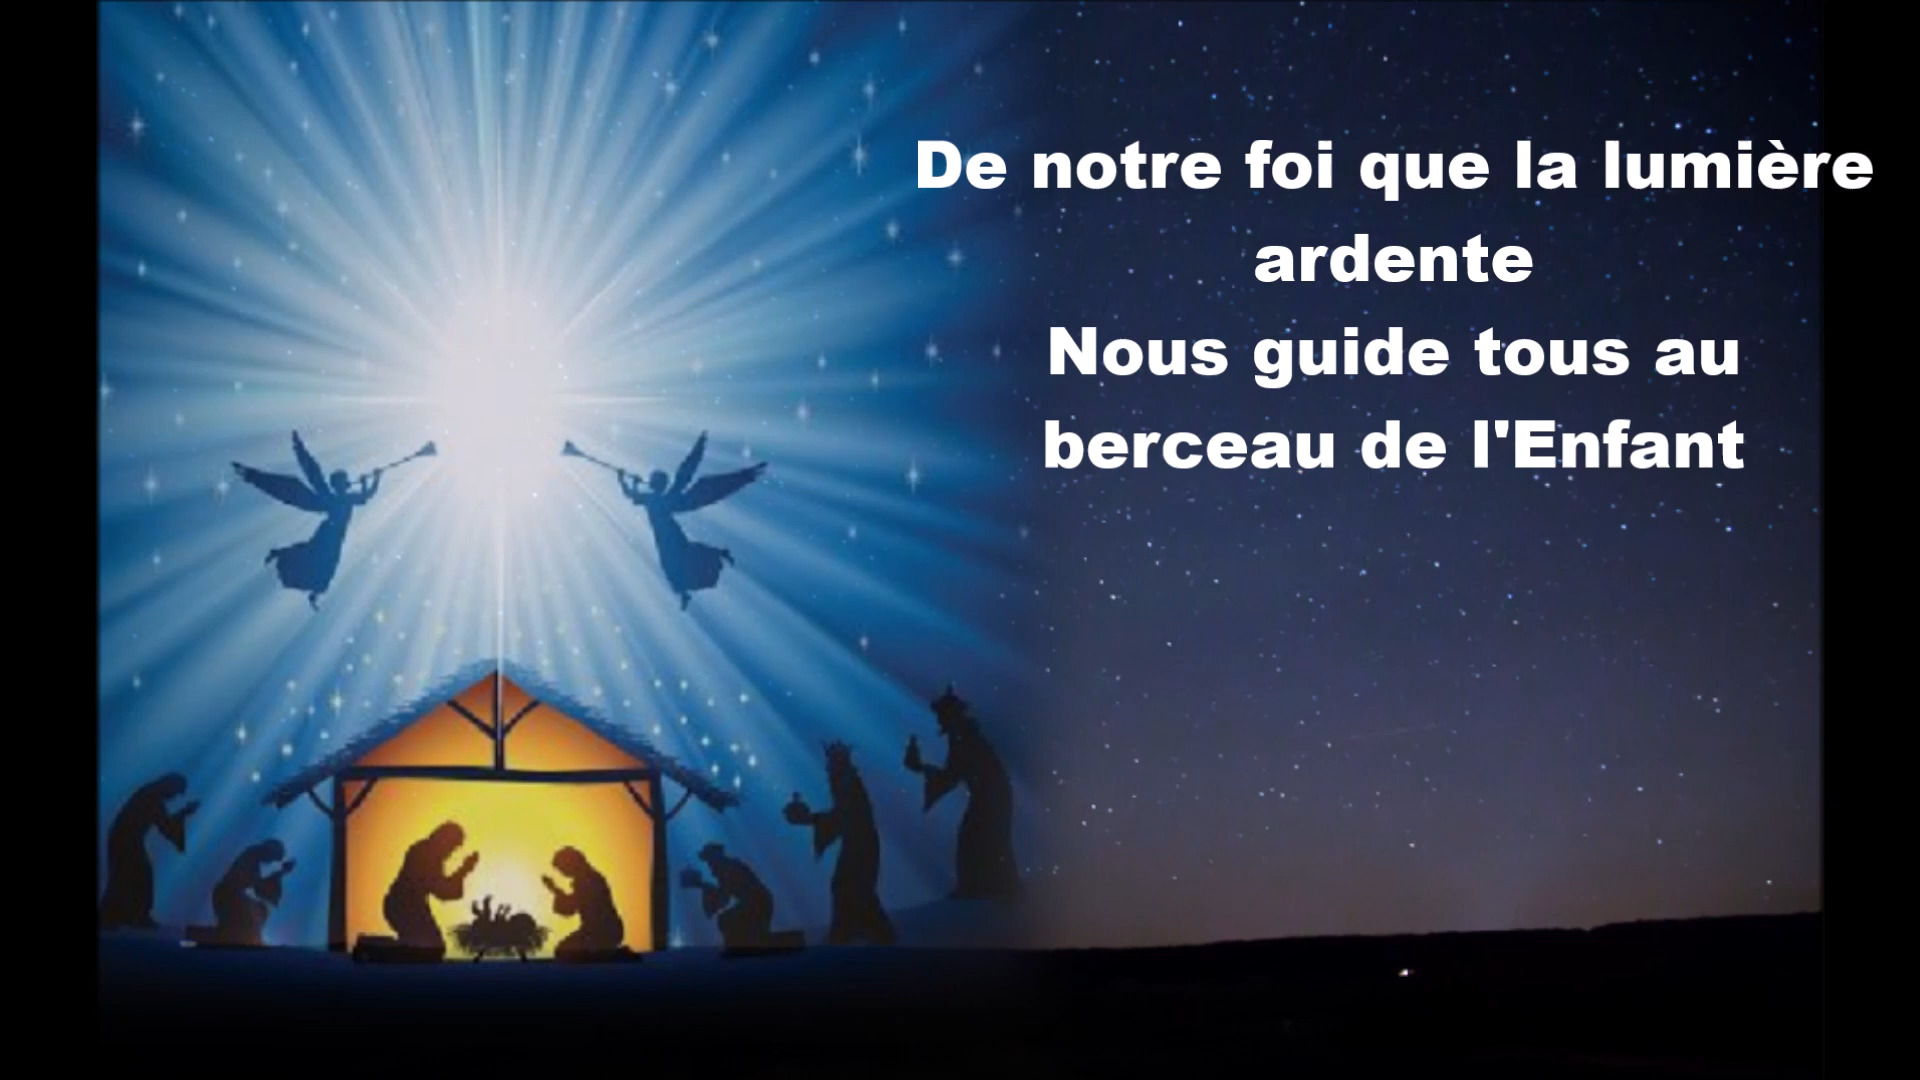 De notre foi que la lumière
ardente
Nous guide tous au
berceau de l'Enfant